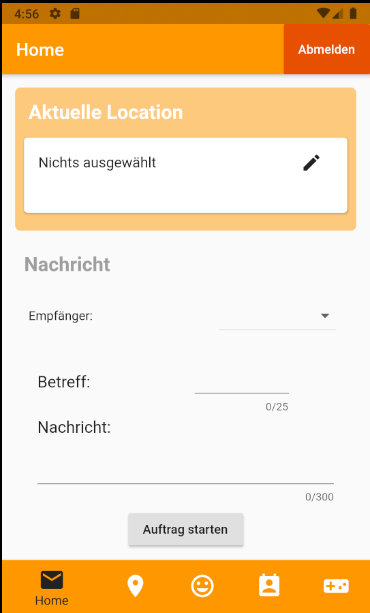 4:56
Home
Abmelden
Aktuelle Location
Nichts ausgewählt
Nachricht
Empfänger:
Betreff:
0/25
Nachricht:
0/300
Auftrag starten
Home